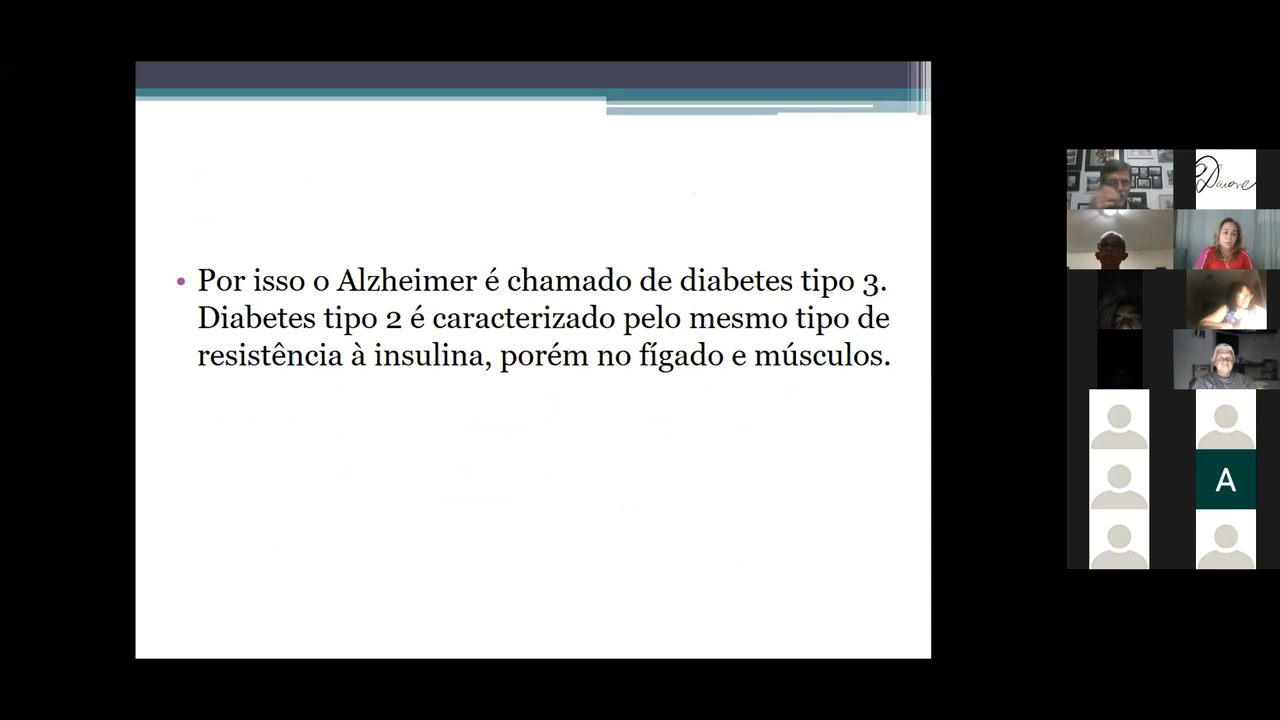 • Por isso o Alzheimer é chamado de diabetes tipo 3.
Diabetes tipo 2 é caracterizado pelo mesmo tipo de
resistência à insulina, porém no fígado e músculos.
A